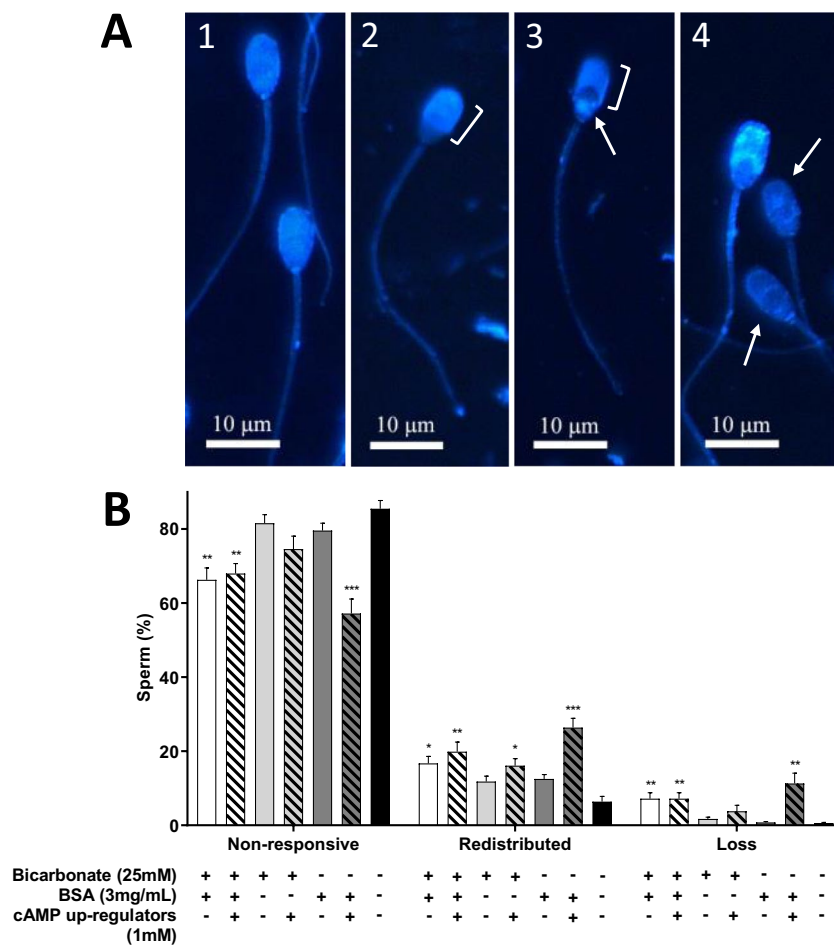 A
1 2 3 4
10 µm 10 µm 10 µm 10 µm
B
Sperm (%)
80
60
40
20
0
** ** ***
* ** * ***
** ** **
Non-responsive Redistributed Loss
Bicarbonate (25mM) + + + + - - - + + + + - - - + + + + - - -
BSA (3mg/mL) + + - - + + - + + - - + + - + + - - + + -
cAMP up-regulators - + - + - + - - + - + - + - - + - + - + -
(1mM)